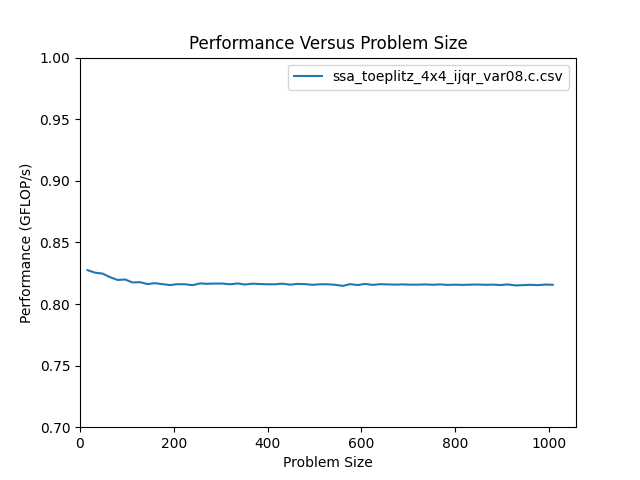 Performance Versus Problem Size
ssa_toeplitz_4x4_ijqr_var08.c.csv
Performance (GFLOP/s)
1.00
0.95
0.90
0.85
0.80
0.75
0.70
0 200 400 600 800 1000
Problem Size